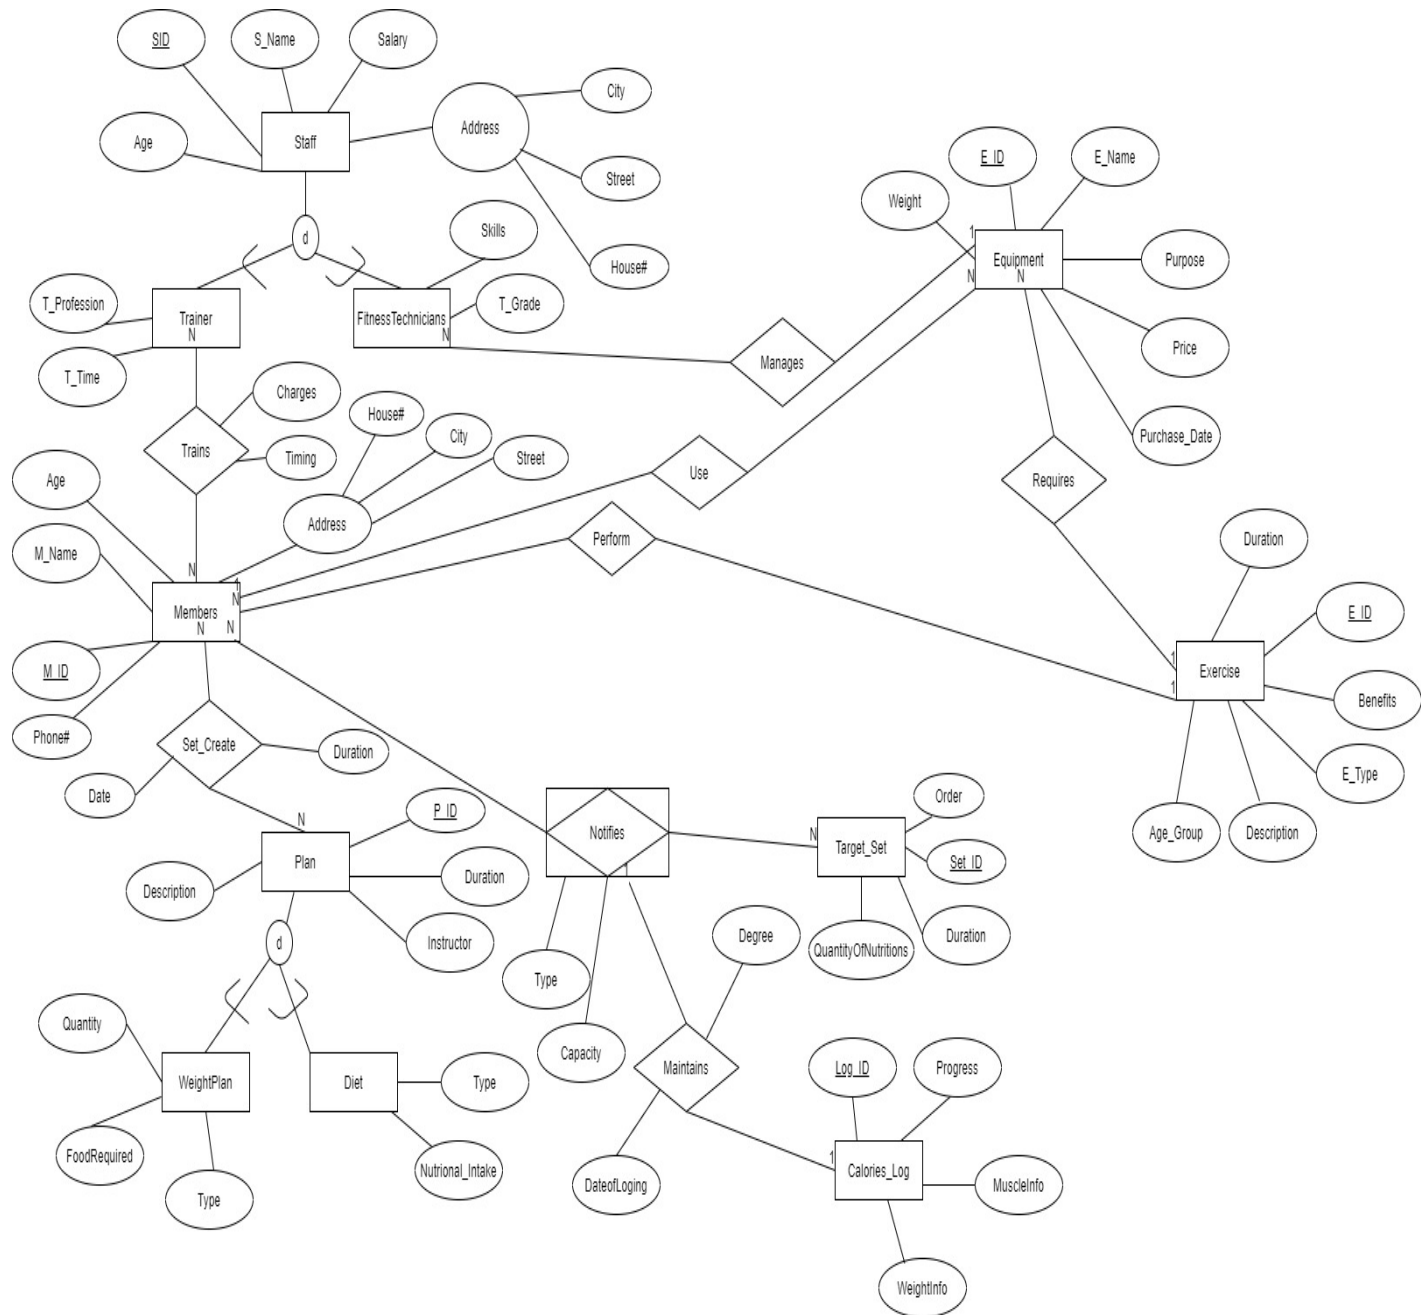 SID
S_Name
Salary
City
Age
Staff
Address
E_ID
E_Name
Street
Weight
1
d
Skills
House#
Equipment
Purpose
N
N
T_Profession
Trainer
N
FitnessTechnicians
N
T_Grade
T_Time
Manages
Price
Charges
House#
City
Purchase_Date
Trains
Timing
Street
Use
Requires
Age
Address
Perform
Duration
M_Name
N
1
N
Members
N
N
E_ID
M_ID
1
1
Exercise
Benefits
Phone#
Set_Create
Duration
E_Type
Date
P_ID
Order
N
Notifies
N
Target_Set
Age_Group
Description
Plan
Set_ID
Description
Duration
1
Instructor
Degree
QuantityOfNutritions
Duration
d
Type
Quantity
Capacity
Maintains
Log_ID
Progress
WeightPlan
Diet
Type
FoodRequired
Nutrional_Intake
1
Calories_Log
DateofLoging
MuscleInfo
Type
WeightInfo